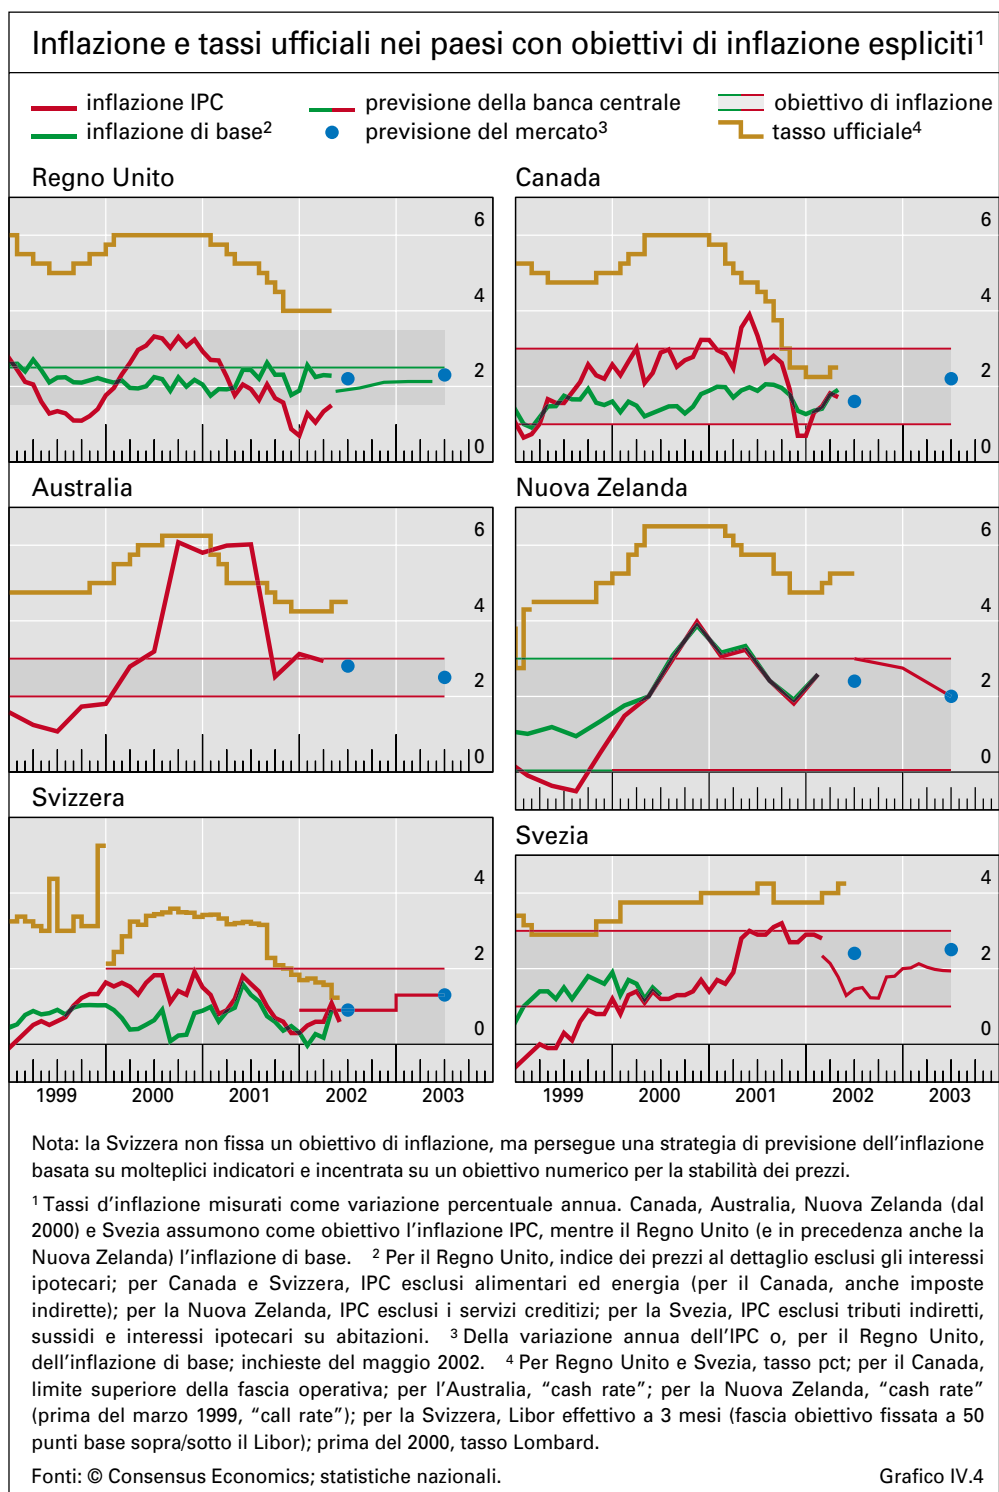 Inflazione e tassi ufficiali nei paesi con obiettivi di inflazione espliciti¹
inflazione IPC
previsione della banca centrale
obiettivo di inflazione
inflazione di base²
previsione del mercato³
tasso ufficiale⁴
Regno Unito
Canada
6
6
4
4
2
2
0
0
Australia
Nuova Zelanda
6
6
4
4
2
2
0
0
Svizzera
Svezia
4
4
2
2
0
0
1999 2000 2001 2002 2003
1999 2000 2001 2002 2003
Nota: la Svizzera non fissa un obiettivo di inflazione, ma persegue una strategia di previsione dell’inflazione
basata su molteplici indicatori e incentrata su un obiettivo numerico per la stabilità dei prezzi.
¹ Tassi d’inflazione misurati come variazione percentuale annua. Canada, Australia, Nuova Zelanda (dal
2000) e Svezia assumono come obiettivo l’inflazione IPC, mentre il Regno Unito (e in precedenza anche la
Nuova Zelanda) l’inflazione di base. ² Per il Regno Unito, indice dei prezzi al dettaglio esclusi gli interessi
ipotecari; per Canada e Svizzera, IPC esclusi alimentari ed energia (per il Canada, anche imposte
indirette); per la Nuova Zelanda, IPC esclusi i servizi creditizi; per la Svezia, IPC esclusi tributi indiretti,
sussidi e interessi ipotecari su abitazioni. ³ Della variazione annua dell’IPC o, per il Regno Unito,
dell’inflazione di base; inchieste del maggio 2002. ⁴ Per Regno Unito e Svezia, tasso pct; per il Canada,
limite superiore della fascia operativa; per l’Australia, “cash rate”; per la Nuova Zelanda, “cash rate”
(prima del marzo 1999, “call rate”); per la Svizzera, Libor effettivo a 3 mesi (fascia obiettivo fissata a 50
punti base sopra/sotto il Libor); prima del 2000, tasso Lombard.
Fonti: © Consensus Economics; statistiche nazionali.
Grafico IV.4